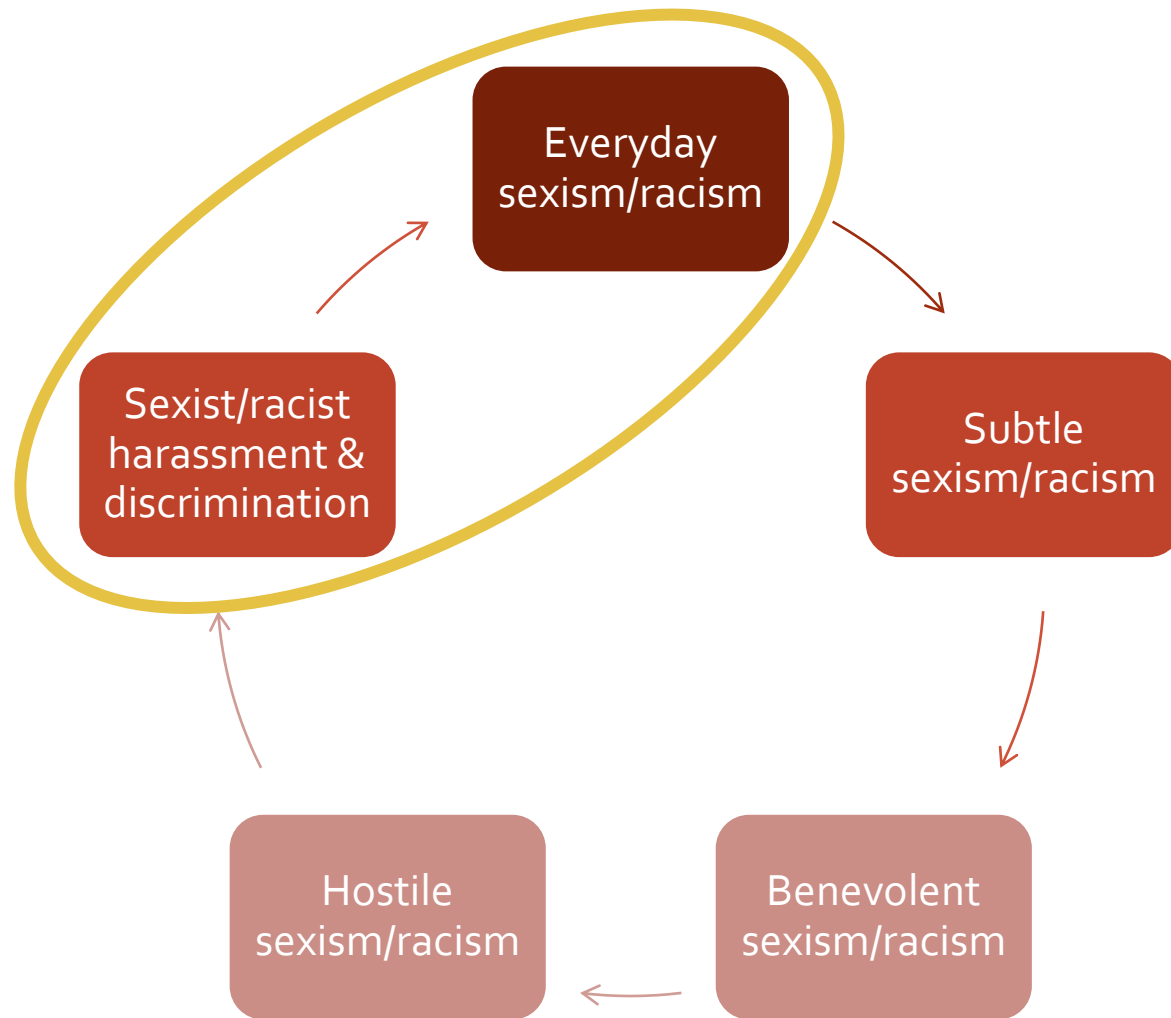 Everyday
sexism/racism
Sexist/racist
harassment &
discrimination
Subtle
sexism/racism
Hostile
sexism/racism
Benevolent
sexism/racism